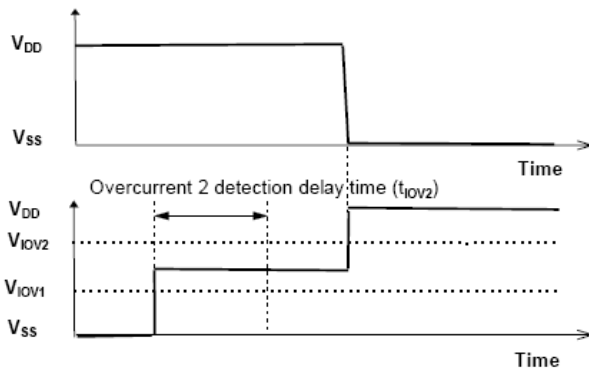 VDD
VSS
Time
Overcurrent 2 detection delay time (tIOV2)
VDD
VIOV2
VIOV1
VSS
Time